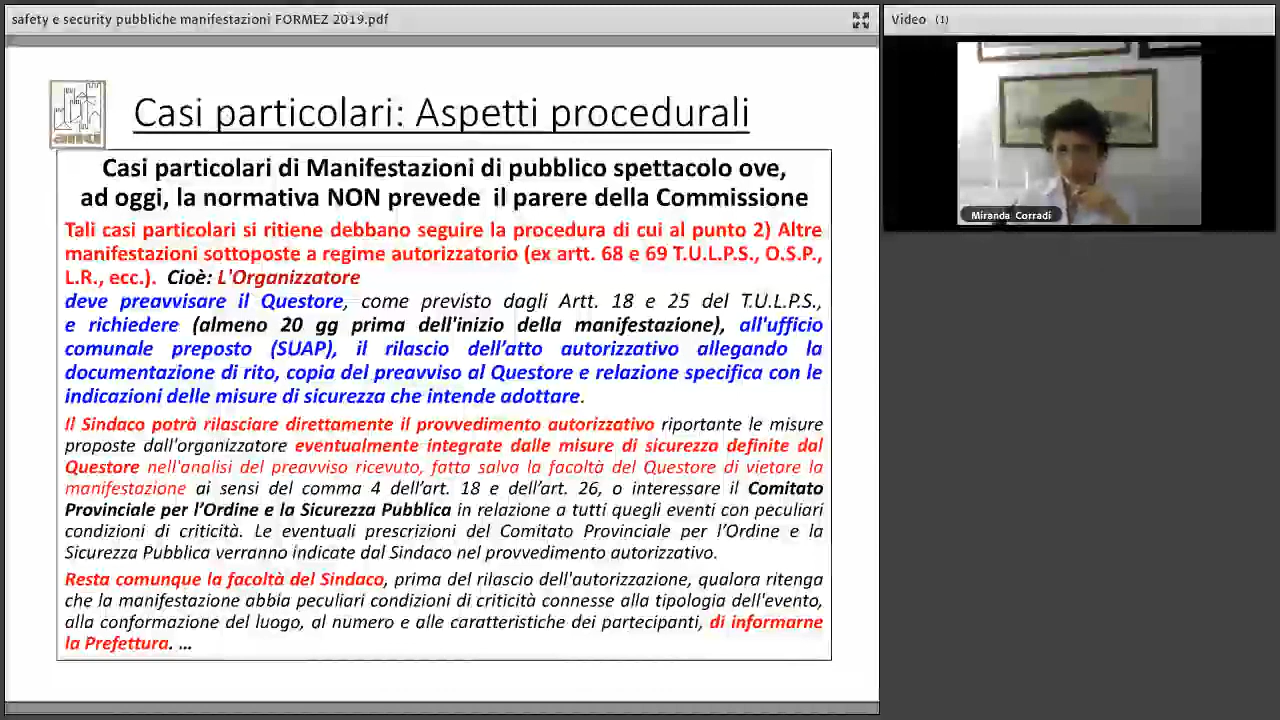 safety e security pubbliche manifestazioni FORMEZ 2019.pdf
Video (1)
Miranda Corradi
anci
Casi particolari: Aspetti procedurali
Casi particolari di Manifestazioni di pubblico spettacolo ove,
ad oggi, la normativa NON prevede il parere della Commissione
Tali casi particolari si ritiene debbano seguire la procedura di cui al punto 2) Altre
manifestazioni sottoposte a regime autorizzatorio (ex artt. 68 e 69 T.U.L.P.S., O.S.P.,
L.R., ecc.). Cioè: L'Organizzatore
deve preavvisare il Questore, come previsto dagli Artt. 18 e 25 del T.U.L.P.S.,
e richiedere (almeno 20 gg prima dell'inizio della manifestazione), all'ufficio
comunale preposto (SUAP), il rilascio dell’atto autorizzativo allegando la
documentazione di rito, copia del preavviso al Questore e relazione specifica con le
indicazioni delle misure di sicurezza che intende adottare.
Il Sindaco potrà rilasciare direttamente il provvedimento autorizzativo riportante le misure
proposte dall'organizzatore eventualmente integrate dalle misure di sicurezza definite dal
Questore nell'analisi del preavviso ricevuto, fatta salva la facoltà del Questore di vietare la
manifestazione ai sensi del comma 4 dell’art. 18 e dell’art. 26, o interessare il Comitato
Provinciale per l’Ordine e la Sicurezza Pubblica in relazione a tutti quegli eventi con peculiari
condizioni di criticità. Le eventuali prescrizioni del Comitato Provinciale per l’Ordine e la
Sicurezza Pubblica verranno indicate dal Sindaco nel provvedimento autorizzativo.
Resta comunque la facoltà del Sindaco, prima del rilascio dell'autorizzazione, qualora ritenga
che la manifestazione abbia peculiari condizioni di criticità connesse alla tipologia dell'evento,
alla conformazione del luogo, al numero e alle caratteristiche dei partecipanti, di informarne
la Prefettura. ...